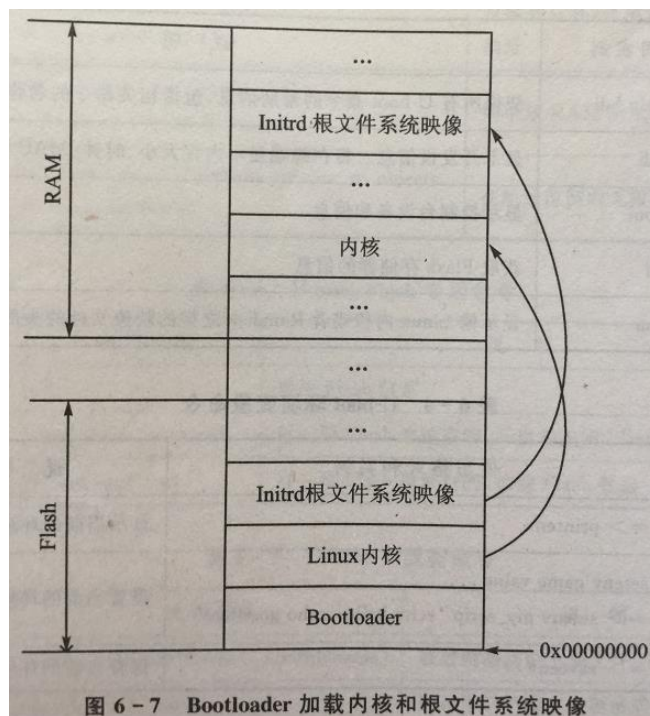 ...
Initrd 根文件系统映像
...
RAM
内核
...
...
...
Initrd根文件系统映像
Flash
Linux内核
Bootloader
0x00000000
图 6-7 Bootloader 加载内核和根文件系统映像